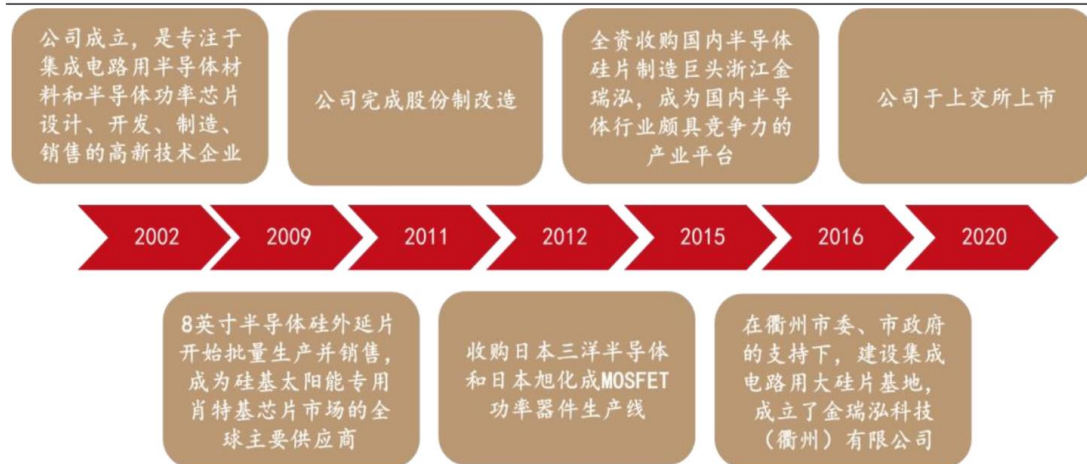 公司成立，是专注于
集成电路用半导体材
料和半导体功率芯片
设计、开发、制造、
销售的高新技术企业
公司完成股份制改造
全资收购国内半导体
硅片制造巨头浙江金
瑞泓，成为国内半导
体行业颇具竞争力的
产业平台
公司于上交所上市
2002
2009
2011
2012
2015
2016
2020
8英寸半导体硅外延片
开始批量生产并销售，
成为硅基太阳能专用
肖特基芯片市场的全
球主要供应商
收购日本三洋半导体
和日本旭化成MOSFET
功率器件生产线
在衢州市委、市政府
的支持下，建设集成
电路用大硅片基地，
成立了金瑞泓科技
（衢州）有限公司